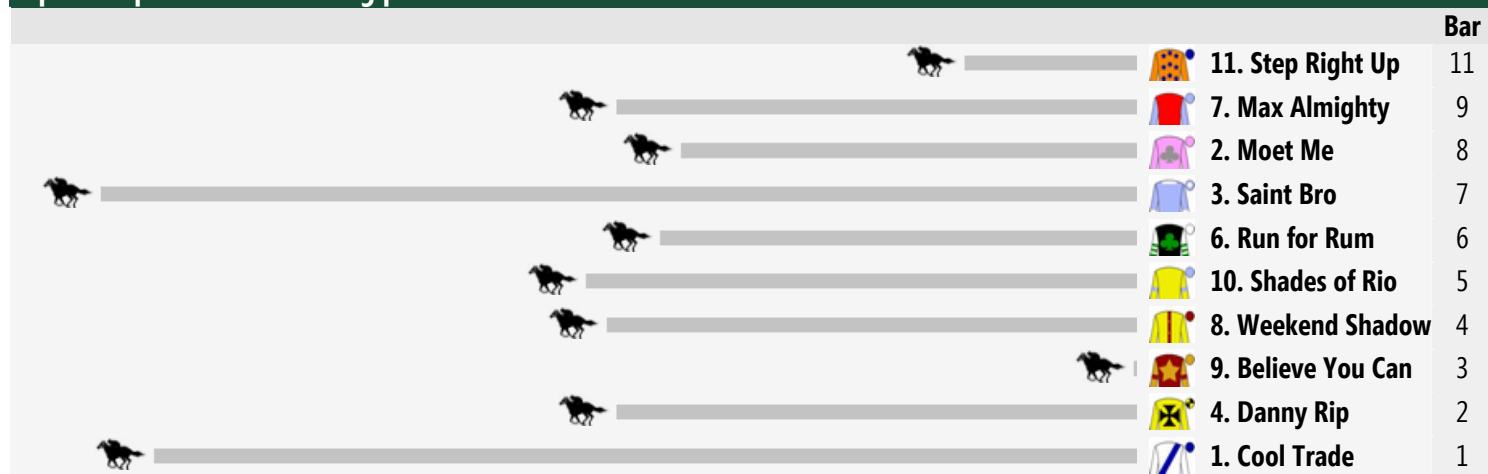 Bar
11. Step Right Up 11
7. Max Almighty 9
2. Moet Me 8
3. Saint Bro 7
6. Run for Rum 6
10. Shades of Rio 5
8. Weekend Shadow 4
9. Believe You Can 3
4. Danny Rip 2
1. Cool Trade 1